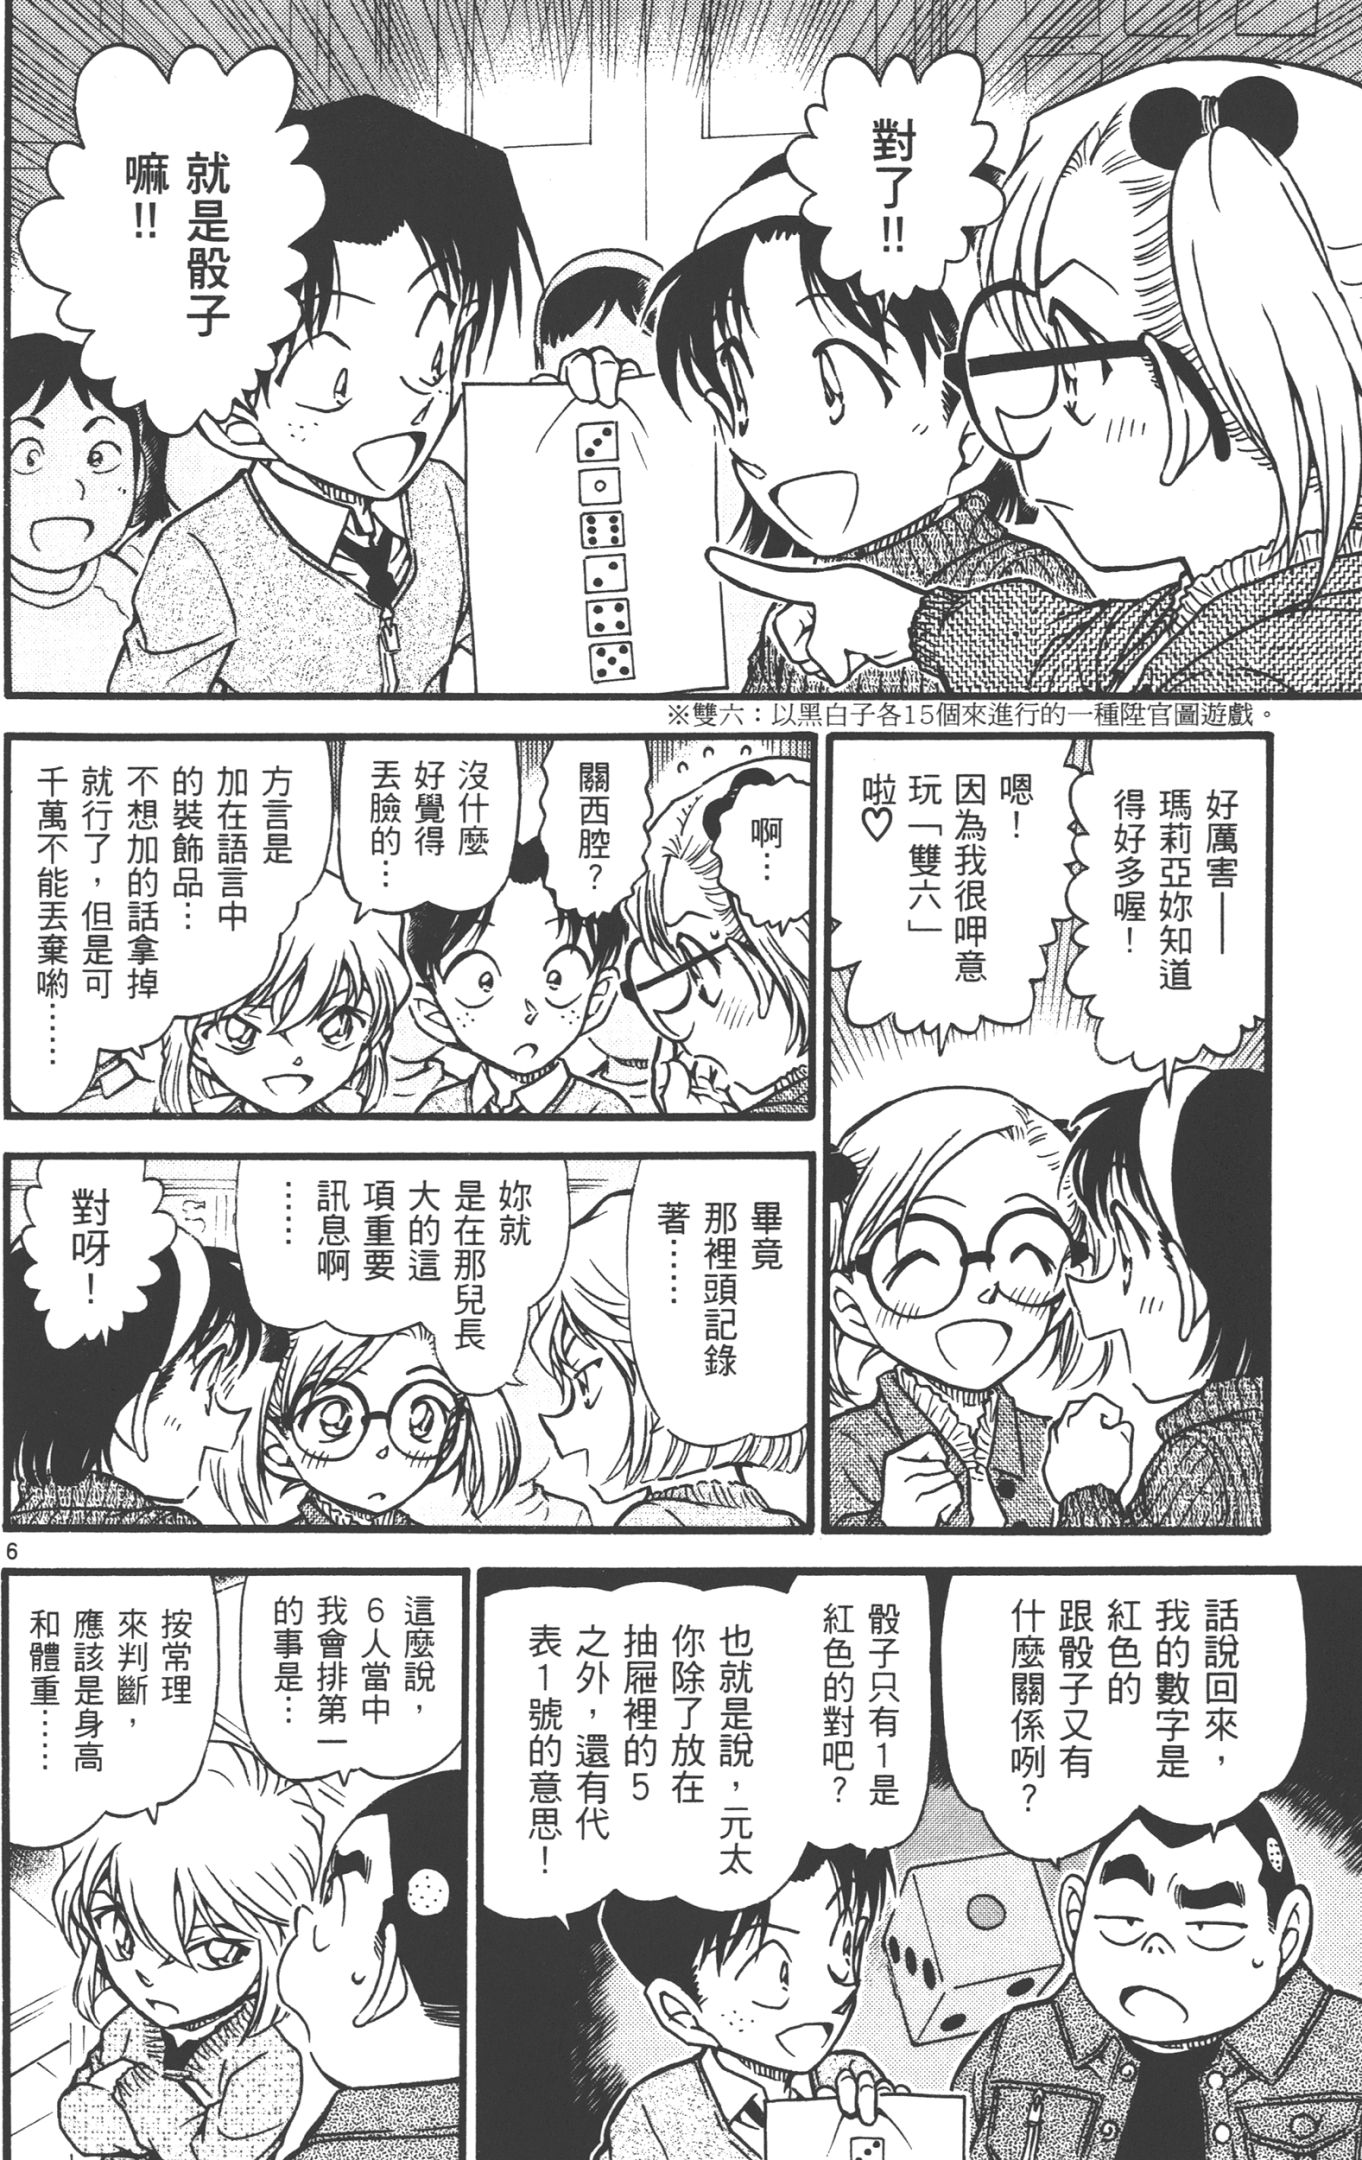 對了!!
就是骰子
嘛!!
※雙六：以黑白子各15個來進行的一種陞官圖遊戲。
好厲害——
瑪莉亞妳知道
得好多喔！
嗯！
因為我很呷意
玩「雙六」
啦♡
啊…
關西腔？
沒什麼
好覺得
丟臉的…
方言是
加在語言中
的裝飾品…
不想加的話拿掉
就行了，但是可
千萬不能丟棄喲……
畢竟
那裡頭記錄
著……
妳就
是在那兒長
大的這
項重要
訊息啊
……
對呀！
6
話說回來，
我的數字是
紅色的
跟骰子又有
什麼關係咧？
骰子只有1是
紅色的對吧？
也就是說，元太
你除了放在
抽屜裡的5
之外，還有代
表1號的意思！
這麼說，
6人當中
我會排第一
的事是…
按常理
來判斷，
應該是身高
和體重……